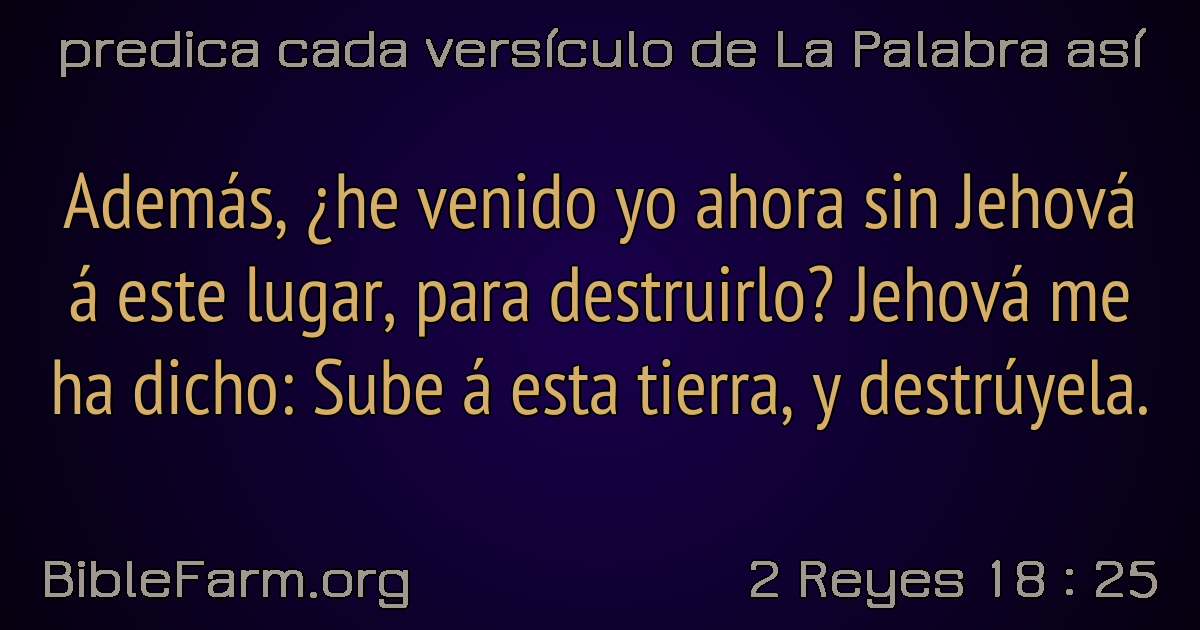 predica cada versículo de La Palabra así
Además, ¿he venido yo ahora sin Jehová
á este lugar, para destruirlo? Jehová me
ha dicho: Sube á esta tierra, y destrúyela.
BibleFarm.org
2 Reyes 18 : 25